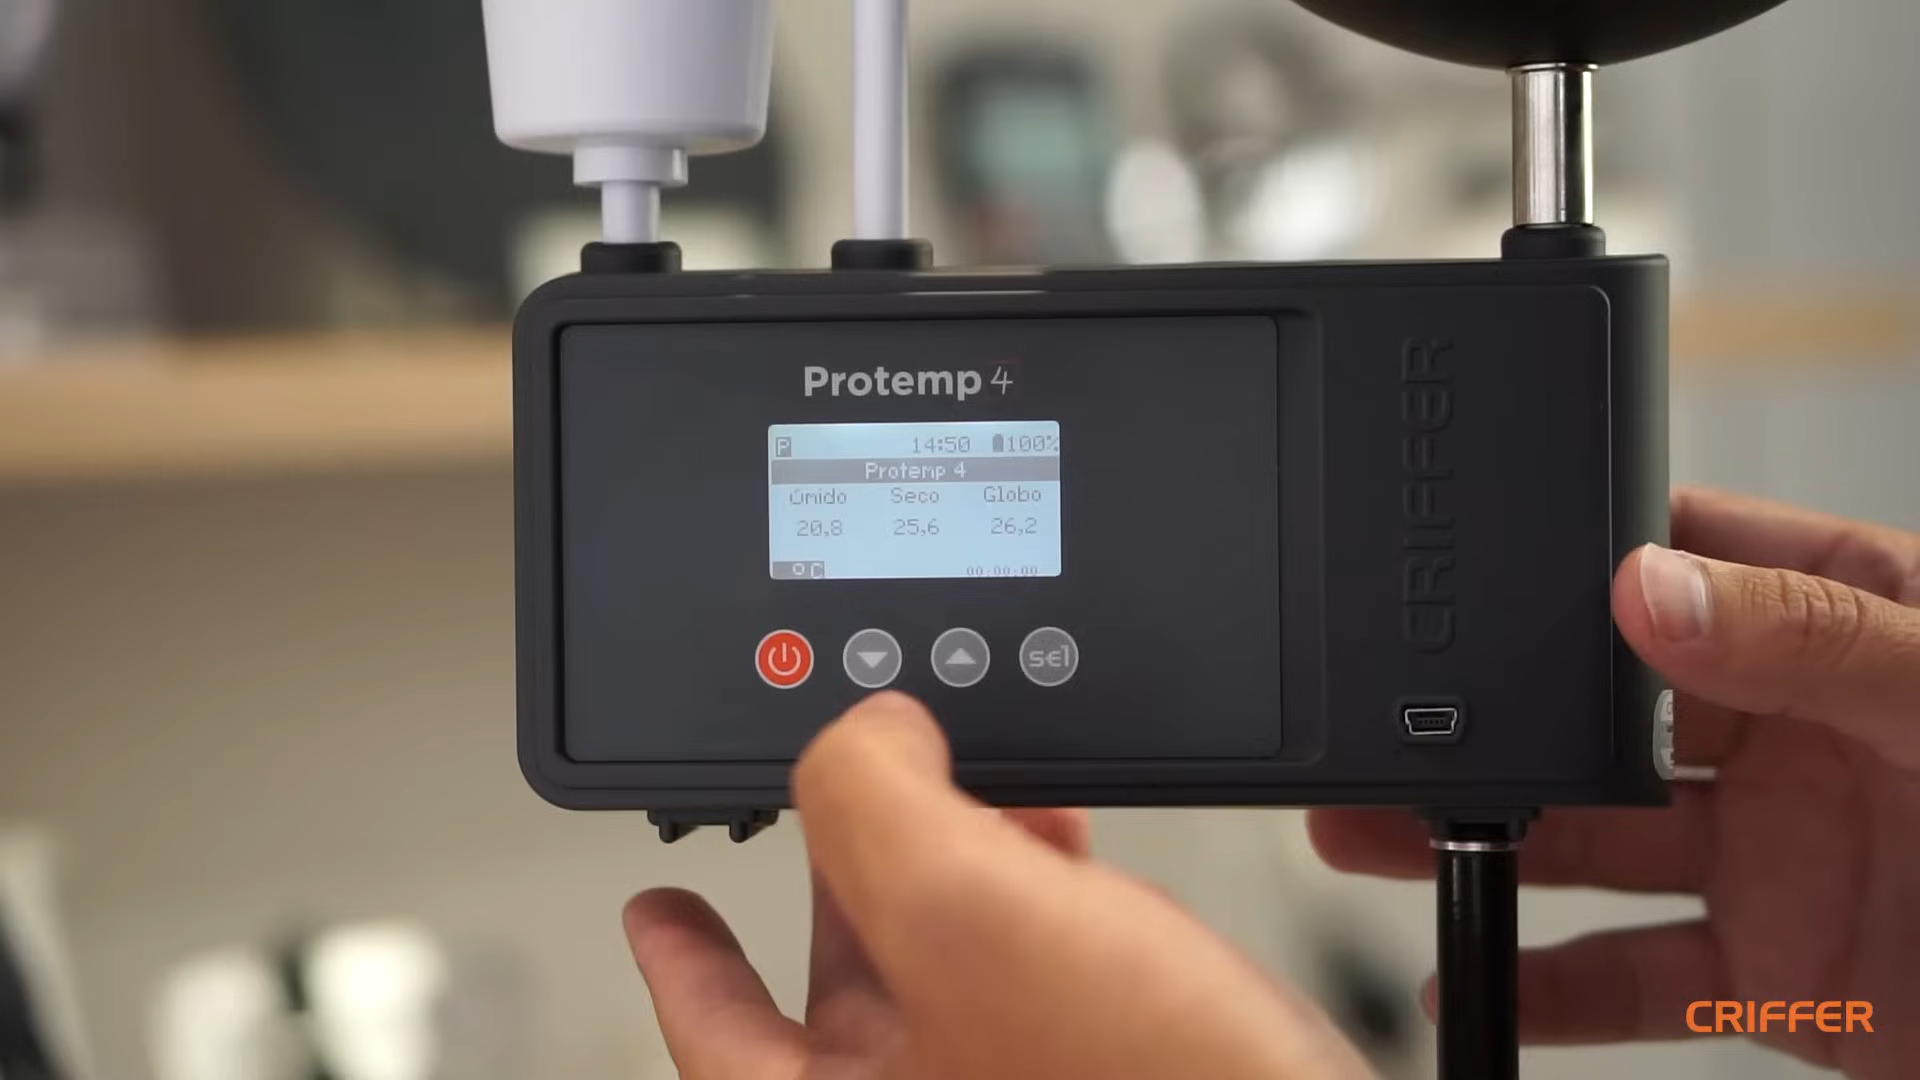 Protemp 4
P 14:50 100%
Protemp 4
Úmido Seco Globo
20,8 25,6 26,2
°C 00:00:00
sel
CRIFFER
CRIFFER